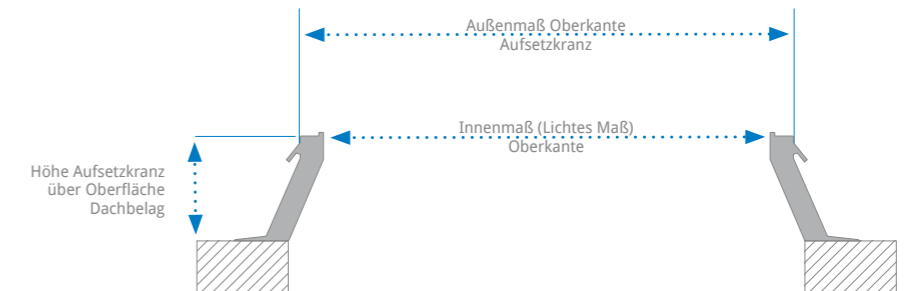 Außenmaß Oberkante
Aufsetzkranz
Innenmaß (Lichtes Maß)
Oberkante
Höhe Aufsetzkranz
über Oberfläche
Dachbelag